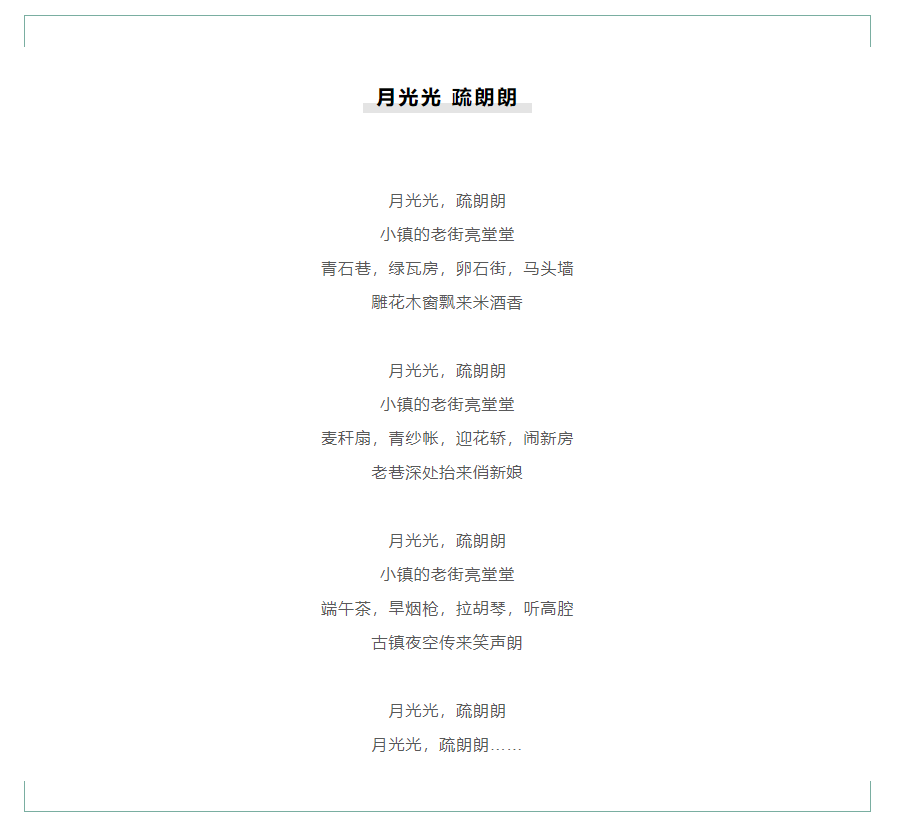 月光光 疏朗朗
月光光，疏朗朗
小镇的老街亮堂堂
青石巷，绿瓦房，卵石街，马头墙
雕花木窗飘来米酒香
月光光，疏朗朗
小镇的老街亮堂堂
麦秆扇，青纱帐，迎花轿，闹新房
老巷深处抬来俏新娘
月光光，疏朗朗
小镇的老街亮堂堂
端午茶，旱烟枪，拉胡琴，听高腔
古镇夜空传来笑声朗
月光光，疏朗朗
月光光，疏朗朗……